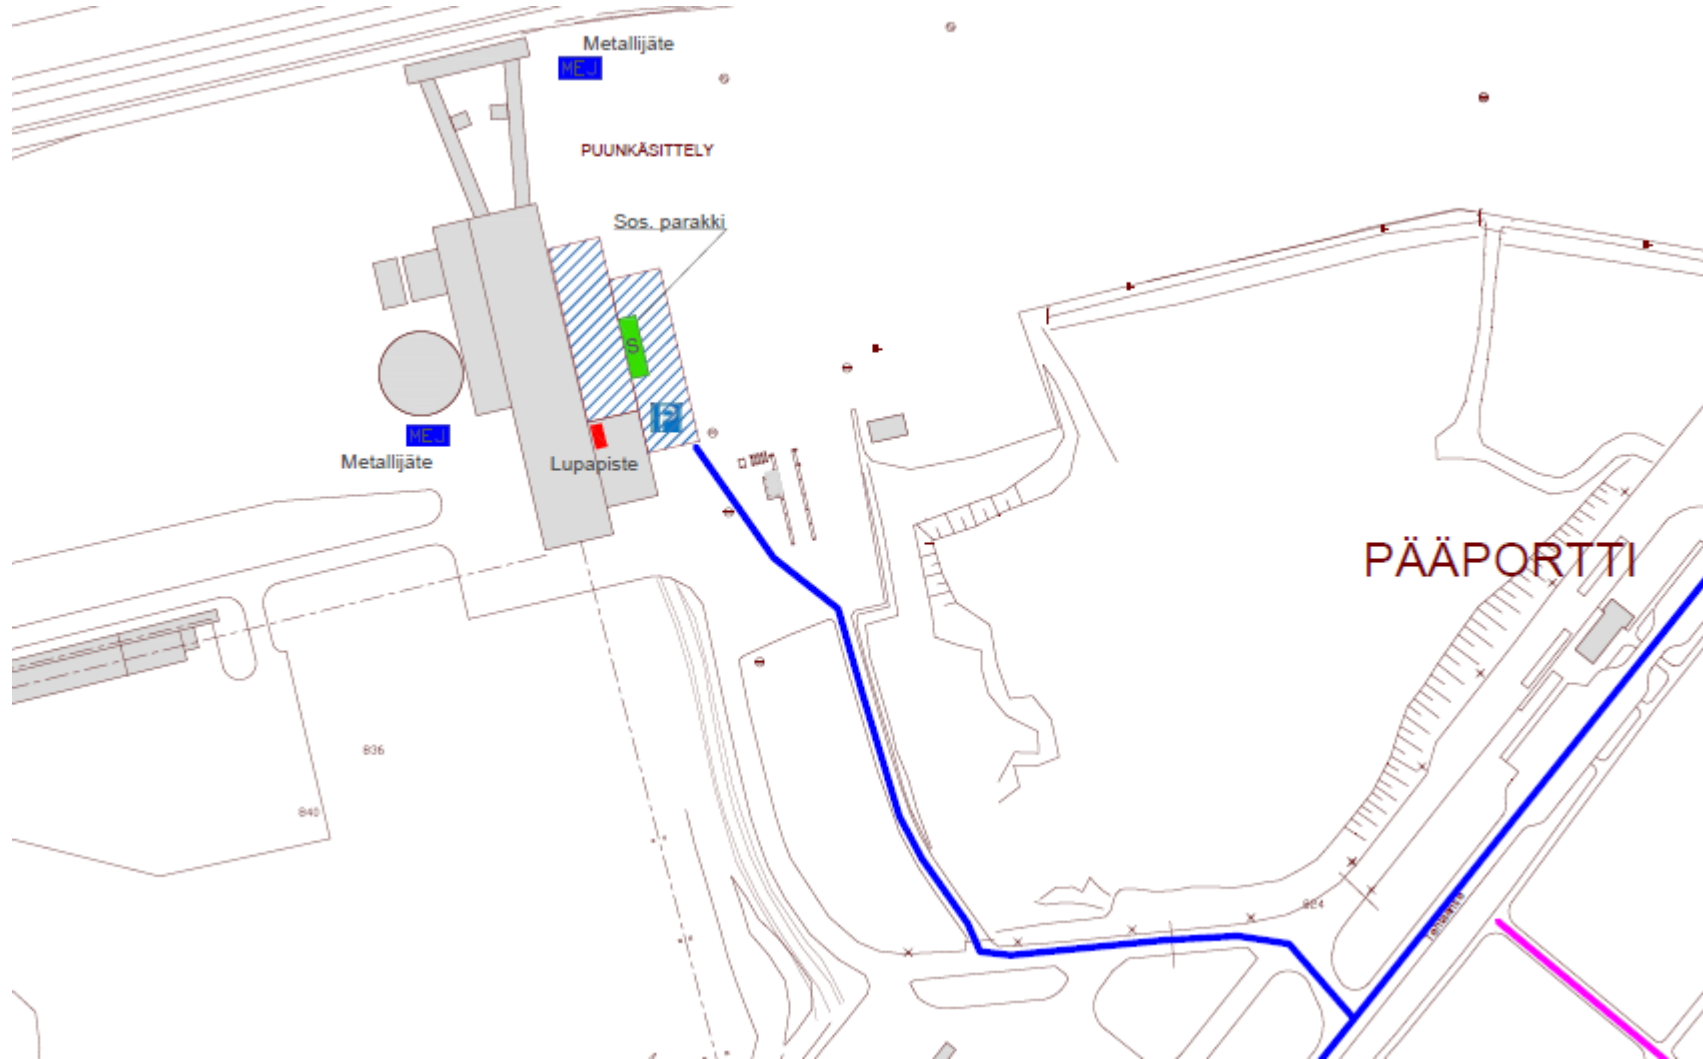 Metallijäte
MEJ
PUUNKÄSITTELY
Sos. parakki
S
P
MEJ
Metallijäte
Lupapiste
PÄÄPORTTI
836
840
824